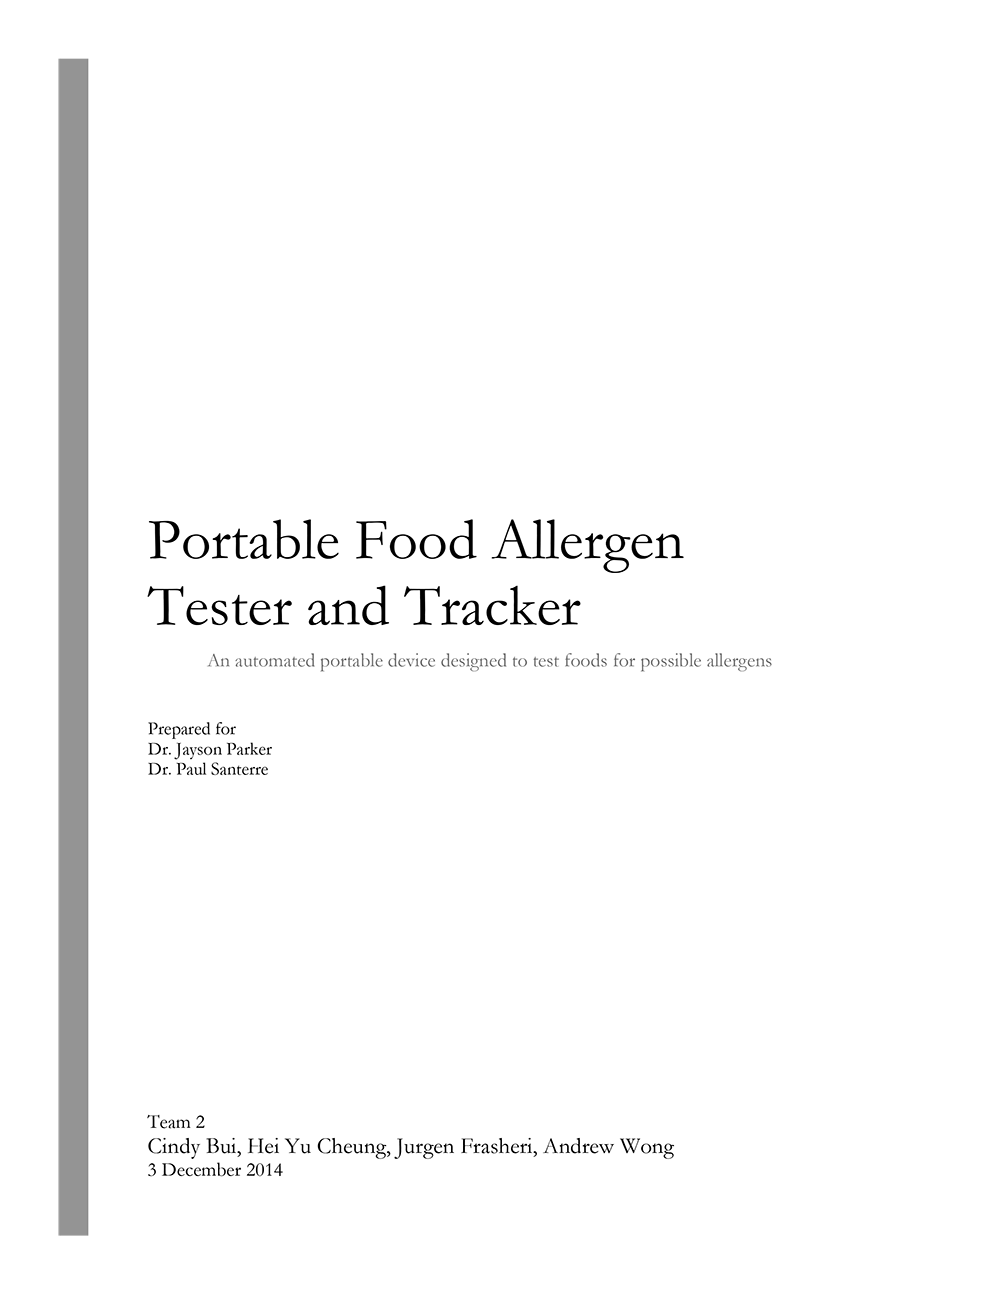 Portable Food Allergen
Tester and Tracker
An automated portable device designed to test foods for possible allergens
Prepared for
Dr. Jayson Parker
Dr. Paul Santerre
Team 2
Cindy Bui, Hei Yu Cheung, Jurgen Frasheri, Andrew Wong
3 December 2014